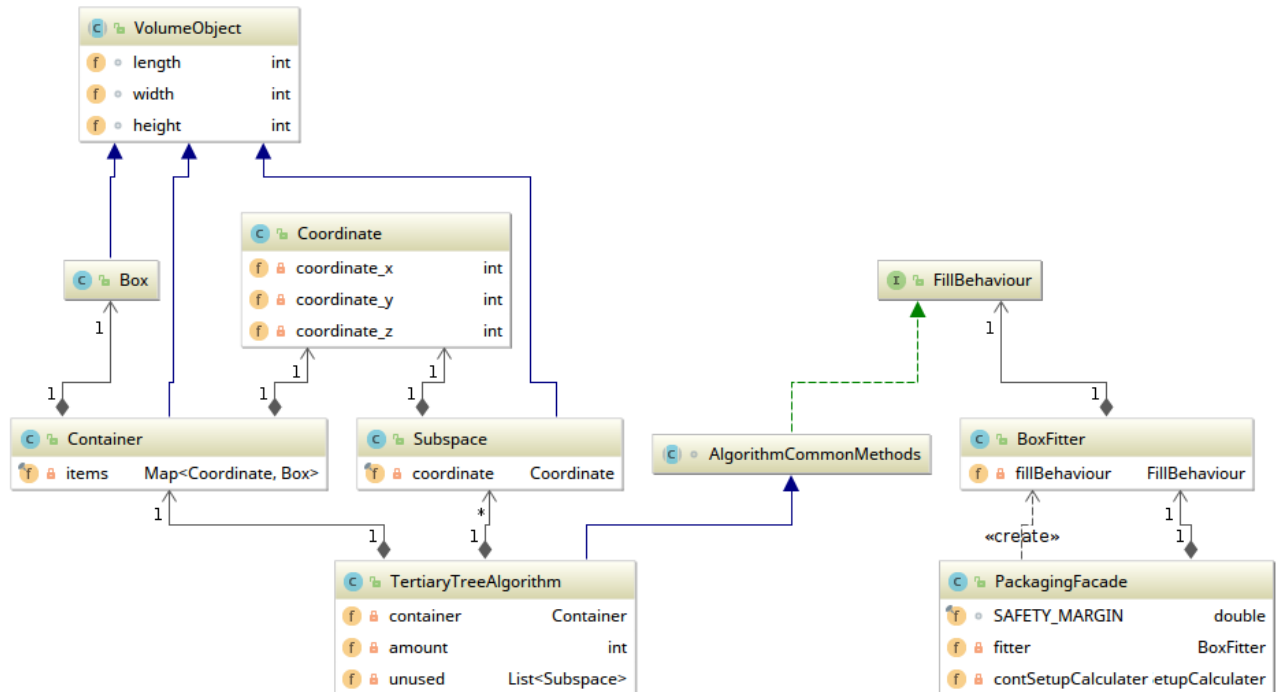 VolumeObject
length int
width int
height int
Coordinate
coordinate_x int
coordinate_y int
coordinate_z int
Box
FillBehaviour
1
1
1
1
1
1
1
1
1
Container
items Map<Coordinate, Box>
Subspace
coordinate Coordinate
AlgorithmCommonMethods
BoxFitter
fillBehaviour FillBehaviour
1
*
1
1
1
1
«create»
TertiaryTreeAlgorithm
container Container
amount int
unused List<Subspace>
PackagingFacade
SAFETY_MARGIN double
fitter BoxFitter
contSetupCalculater etupCalculater